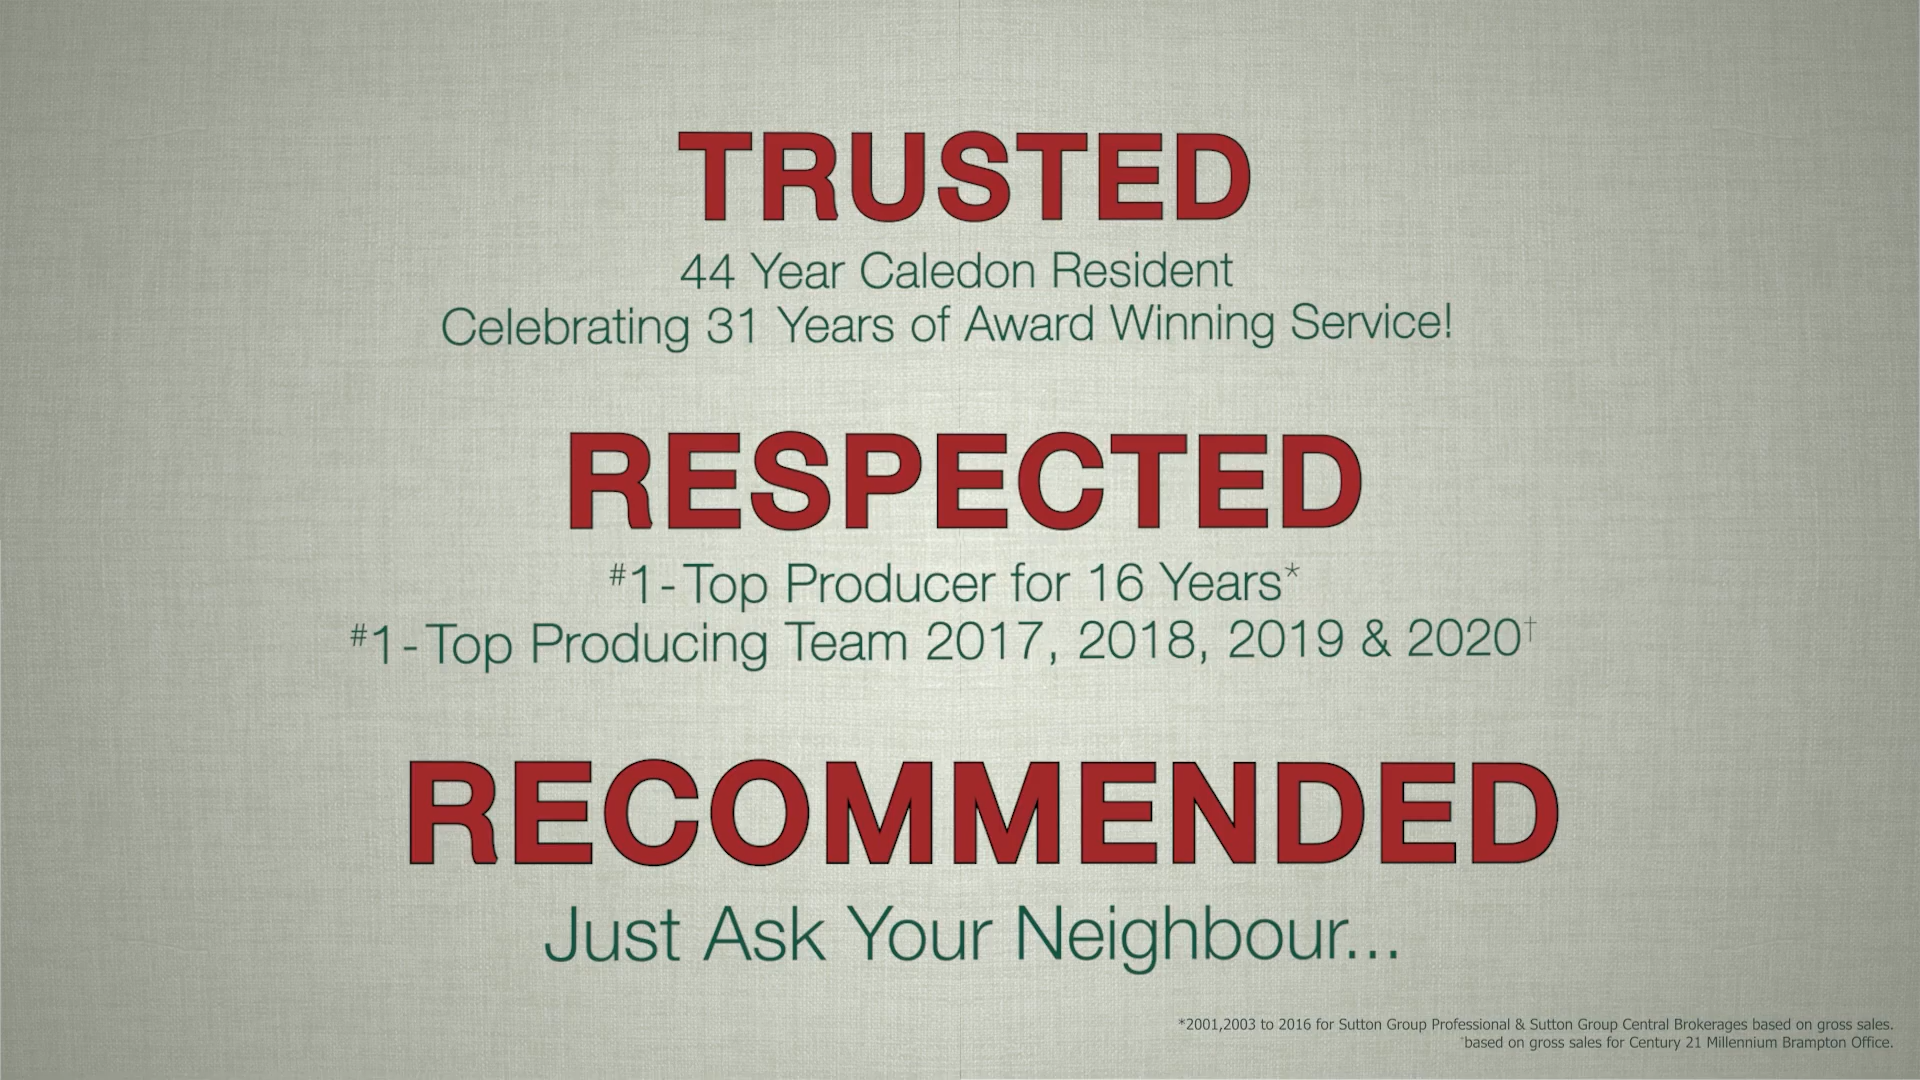 TRUSTED
44 Year Caledon Resident
Celebrating 31 Years of Award Winning Service!
RESPECTED
#1-Top Producer for 16 Years*
#1-Top Producing Team 2017, 2018, 2019 & 2020†
RECOMMENDED
Just Ask Your Neighbour...
*2001,2003 to 2016 for Sutton Group Professional & Sutton Group Central Brokerages based on gross sales.
†based on gross sales for Century 21 Millennium Brampton Office.